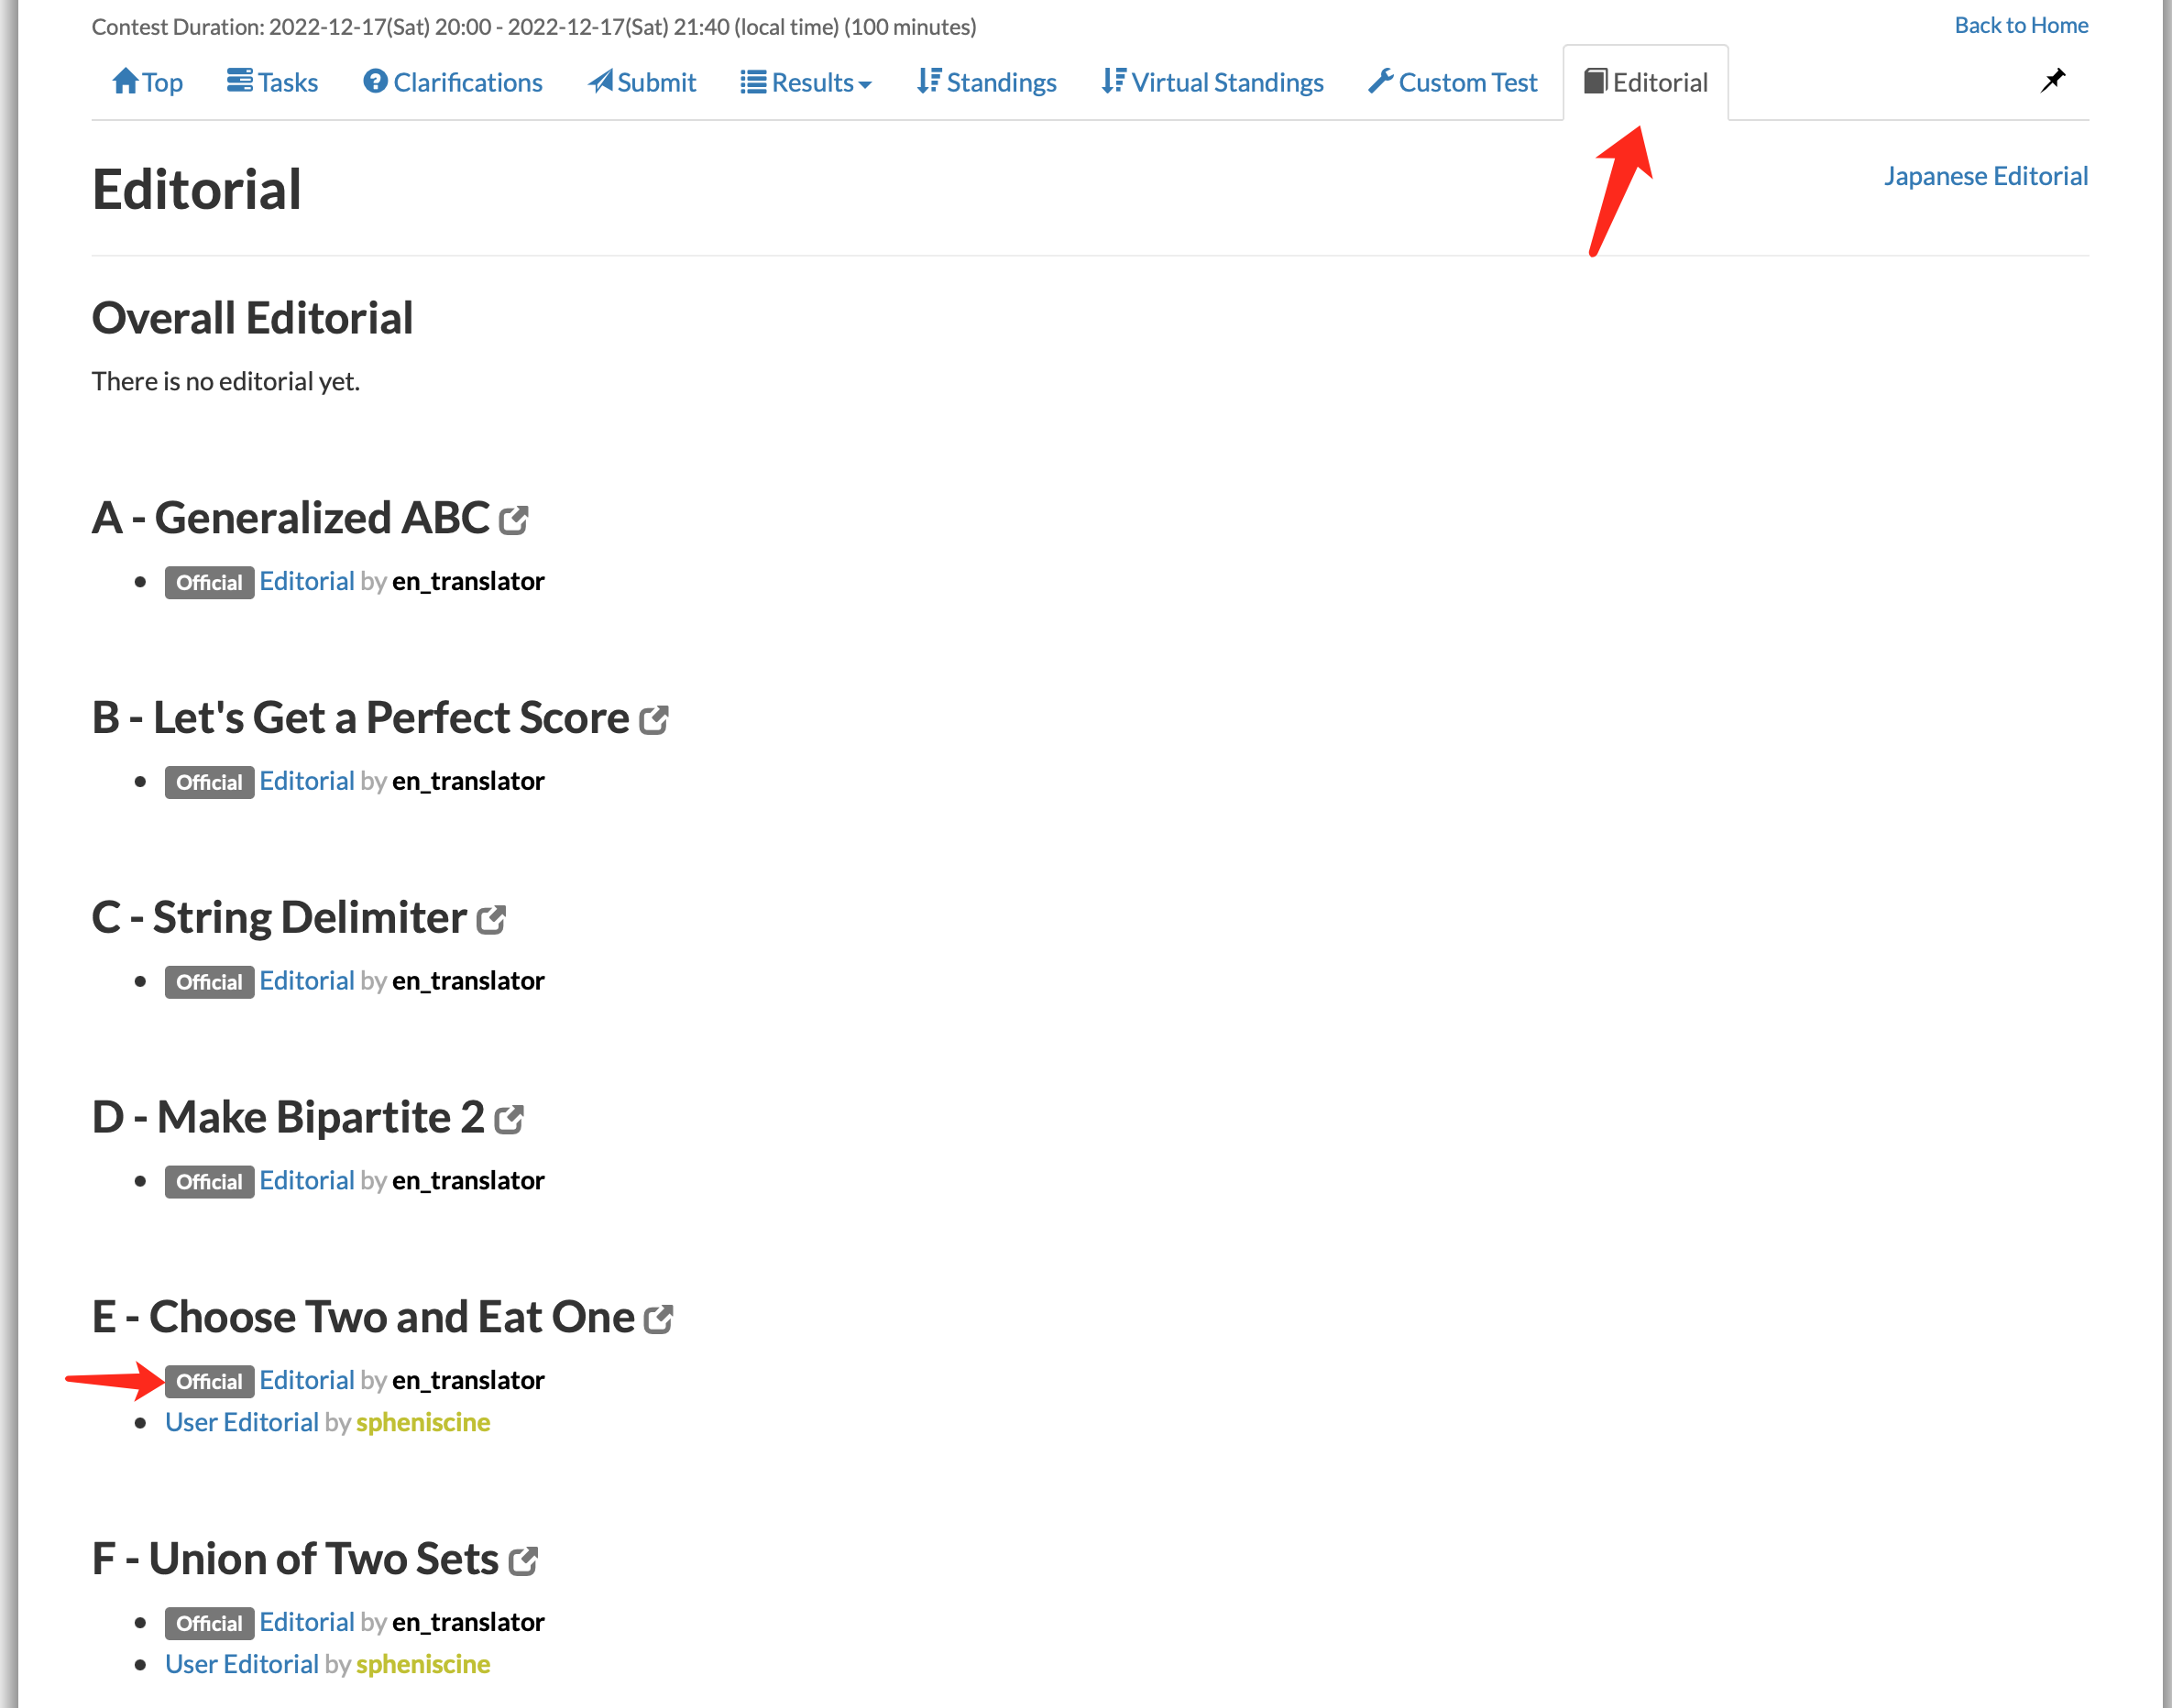 Contest Duration: 2022-12-17(Sat) 20:00 - 2022-12-17(Sat) 21:40 (local time) (100 minutes)
Back to Home
Top Tasks Clarifications Submit Results Standings Virtual Standings Custom Test Editorial
Editorial
Japanese Editorial
Overall Editorial
There is no editorial yet.
A - Generalized ABC
Official Editorial by en_translator
B - Let's Get a Perfect Score
Official Editorial by en_translator
C - String Delimiter
Official Editorial by en_translator
D - Make Bipartite 2
Official Editorial by en_translator
E - Choose Two and Eat One
Official Editorial by en_translator
User Editorial by spheniscine
F - Union of Two Sets
Official Editorial by en_translator
User Editorial by spheniscine